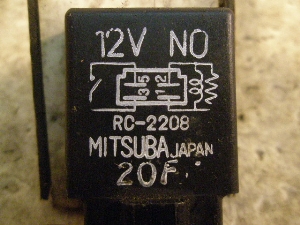 12V NO
3 5
1 2
RC-2208
MITSUBA JAPAN
20F